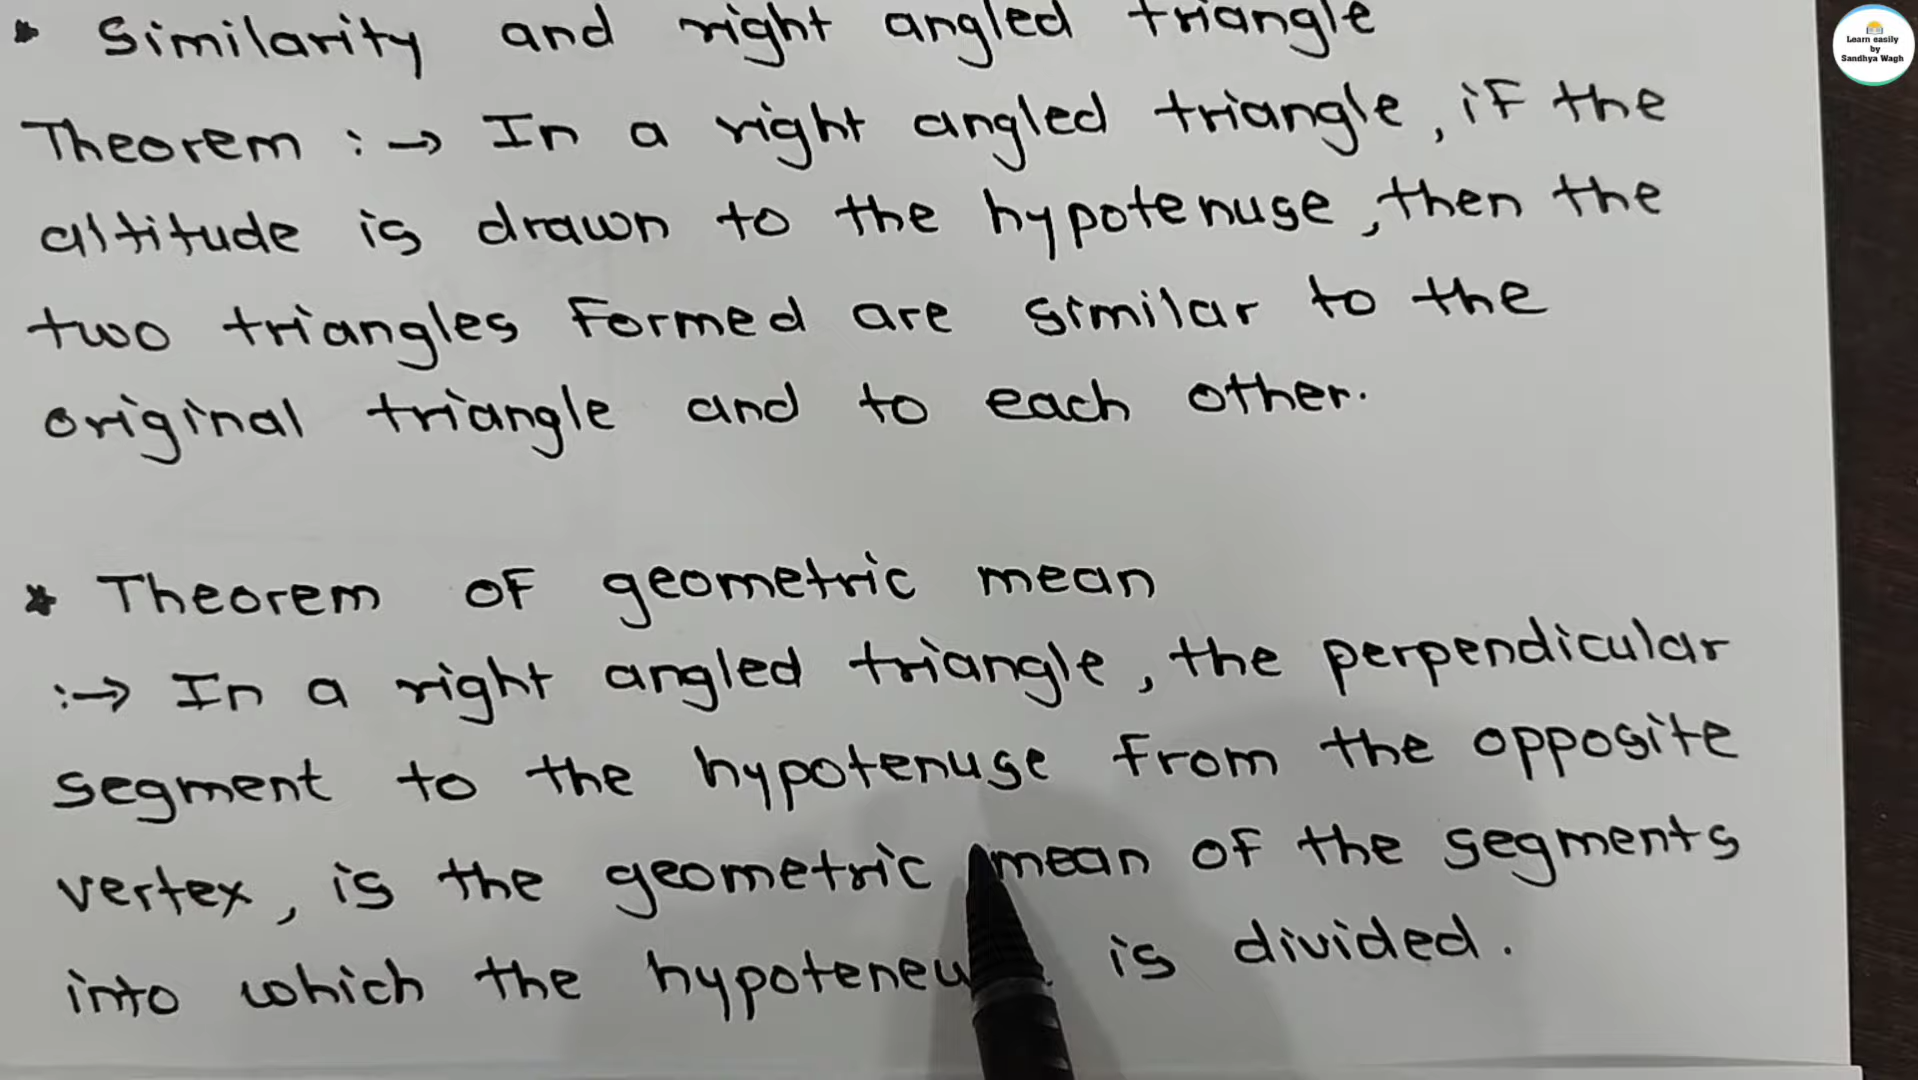 * Similarity and right angled triangle
Theorem :→ In a right angled triangle, if the
altitude is drawn to the hypotenuse, then the
two triangles formed are similar to the
original triangle and to each other.
* Theorem of geometric mean
:→ In a right angled triangle, the perpendicular
segment to the hypotenuse from the opposite
vertex, is the geometric mean of the segments
into which the is divided.
Learn easily
by
Sandhya Wagh